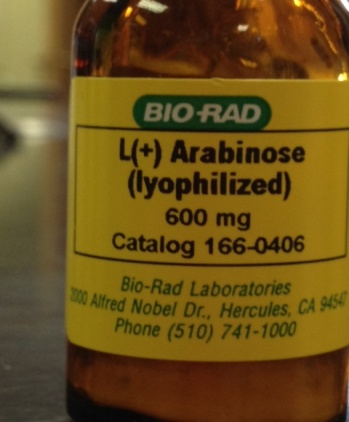 BIO-RAD
L(+) Arabinose
(lyophilized)
600 mg
Catalog 166-0406
Bio-Rad Laboratories
2000 Alfred Nobel Dr., Hercules, CA 94547
Phone (510) 741-1000